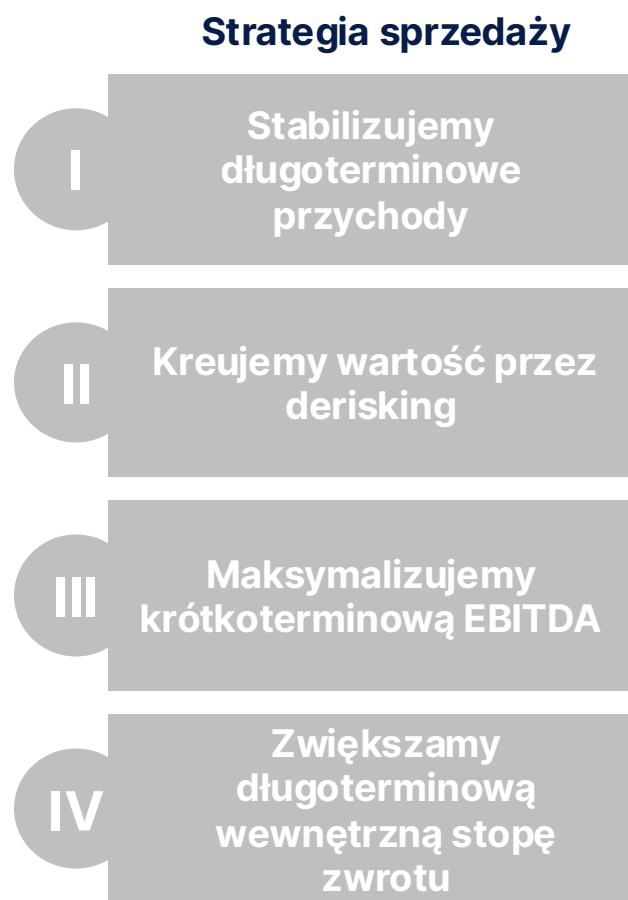 Strategia sprzedaży
I
Stabilizujemy
długoterminowe
przychody
II
Kreujemy wartość przez
derisking
III
Maksymalizujemy
krótkoterminową EBITDA
IV
Zwiększamy
długoterminową
wewnętrzną stopę
zwrotu